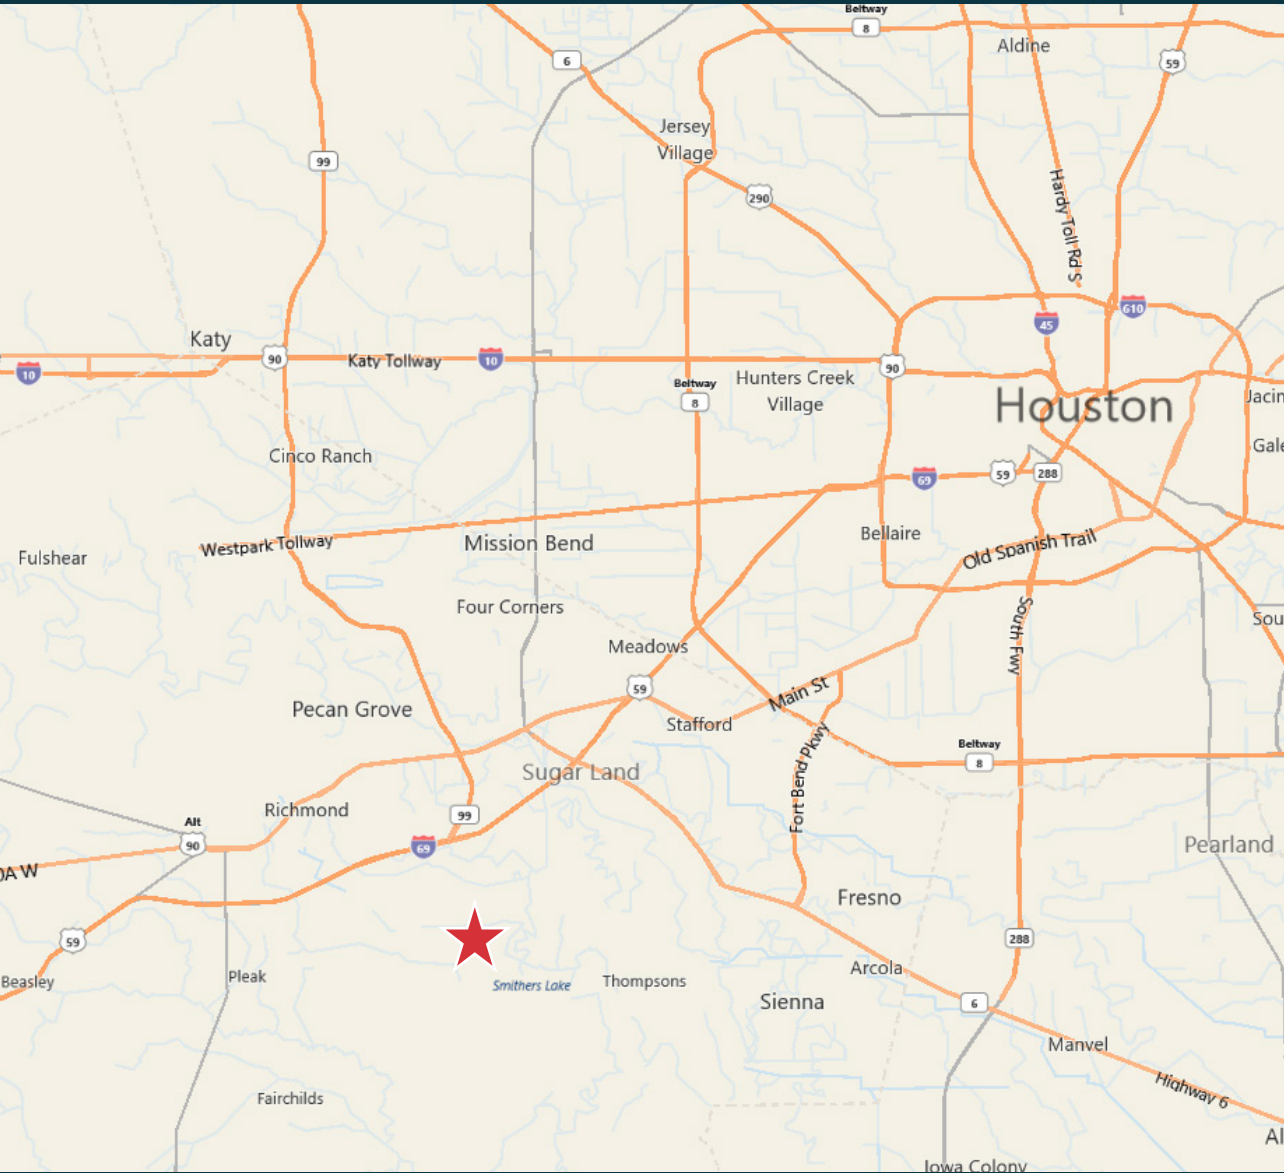 Beltway
8
Aldine
6
59
Jersey
Village
99
290
Hardy Toll Rd S
610
45
Katy
90
Katy Tollway
10
10
90
Hunters Creek
Village
Beltway
8
Houston
Jacin
Gale
Cinco Ranch
69
59
288
Westpark Tollway
Mission Bend
Bellaire
Old Spanish Trail
Fulshear
Four Corners
South Fwy
Sou
Meadows
59
Main St
Pecan Grove
Stafford
Fort Bend Pkwy
Beltway
8
Sugar Land
Richmond
99
Alt
90
69
Pearland
0A W
Fresno
59
288
Beasley
Pleak
Smithers Lake
Thompsons
Arcola
Sienna
6
Manvel
Highway 6
Fairchilds
Al
Iowa Colony